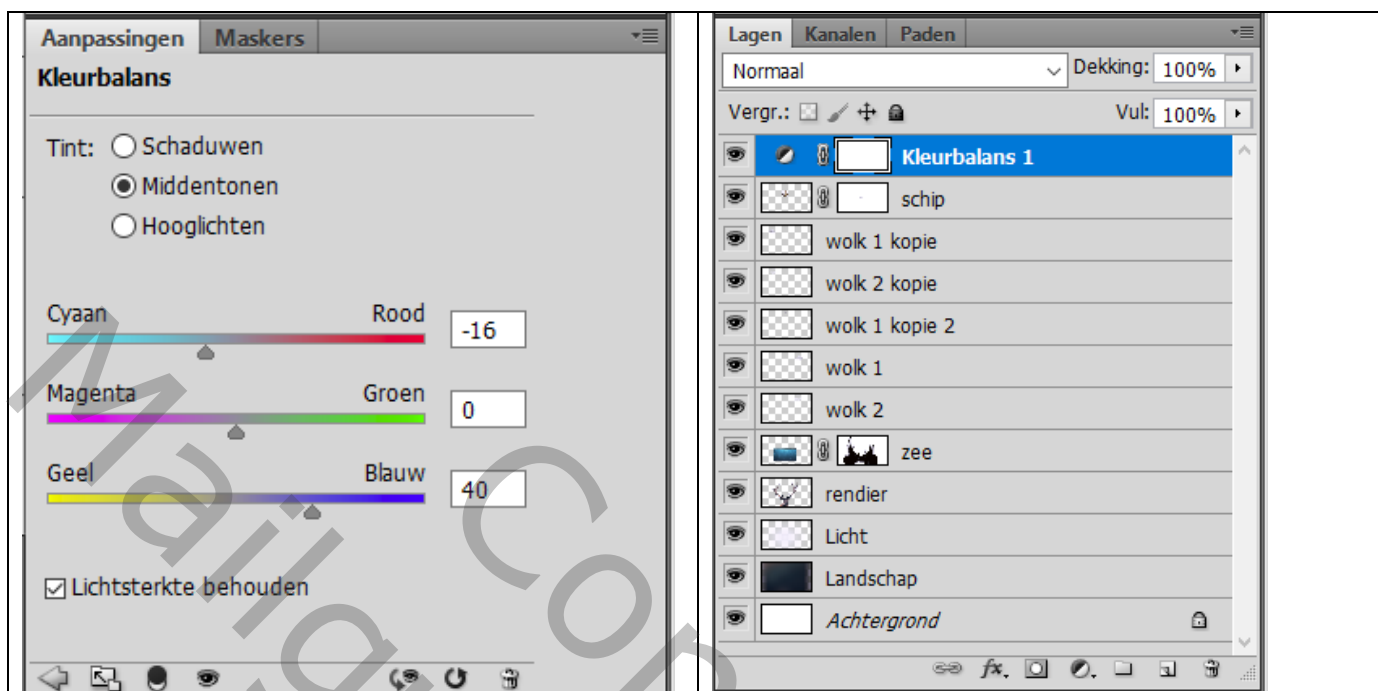 Aanpassingen Maskers
Kleurbalans
Tint: Schaduwen
Middentonen
Hooglichten
Cyaan Rood -16
Magenta Groen 0
Geel Blauw 40
Lichtsterkte behouden
Lagen Kanalen Paden
Normaal Dekking: 100%
Vergr.: Vul: 100%
Kleurbalans 1
schip
wolk 1 kopie
wolk 2 kopie
wolk 1 kopie 2
wolk 1
wolk 2
zee
rendier
Licht
Landschap
Achtergrond
fx.